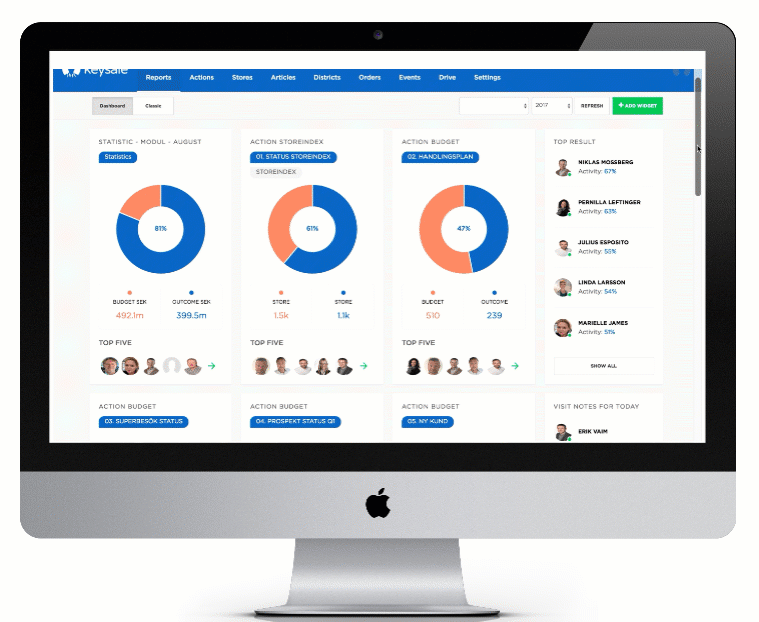 Keysale
Reports Actions Stores Articles Districts Orders Events Drive Settings
Dashboard Classic 2017 REFRESH + ADD WIDGET
STATISTIC - MODUL - AUGUST
Statistics
81%
BUDGET SEK OUTCOME SEK
492.1m 399.5m
TOP FIVE
ACTION STOREINDEX
01. STATUS STOREINDEX
STOREINDEX
61%
STORE STORE
1.5k 1.1k
TOP FIVE
ACTION BUDGET
02. HANDLINGSPLAN
47%
BUDGET OUTCOME
510 239
TOP FIVE
TOP RESULT
NIKLAS MOSSBERG
Activity: 67%
PERNILLA LEFTINGER
Activity: 63%
JULIUS ESPOSITO
Activity: 55%
LINDA LARSSON
Activity: 54%
MARIELLE JAMES
Activity: 51%
SHOW ALL
ACTION BUDGET
03. SUPERBESÖK STATUS
ACTION BUDGET
04. PROSPEKT STATUS Q1
ACTION BUDGET
05. NY KUND
VISIT NOTES FOR TODAY
ERIK VAIM